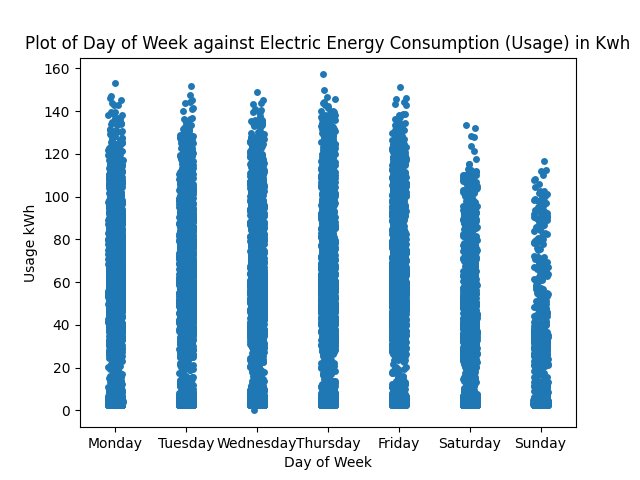 Plot of Day of Week against Electric Energy Consumption (Usage) in Kwh
160
140
120
100
80
60
40
20
0
Usage kWh
Monday Tuesday Wednesday Thursday Friday Saturday Sunday
Day of Week